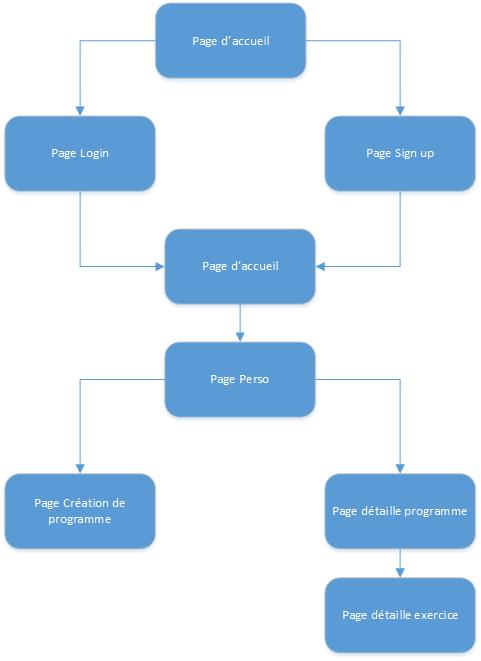 Page d’accueil
Page Login
Page Sign up
Page d’accueil
Page Perso
Page Création de
programme
Page détaille programme
Page détaille exercice